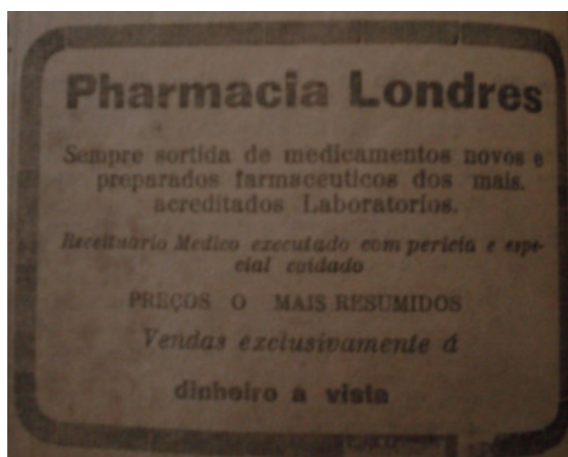 Pharmacia Londres
Sempre sortida de medicamentos novos e
preparados farmaceuticos dos mais.
acreditados Laboratorios.
Receituario Medico executado com pericia e espe-
cial cuidado
PREÇOS O MAIS RESUMIDOS
Vendas exclusivamente á
dinheiro a vista